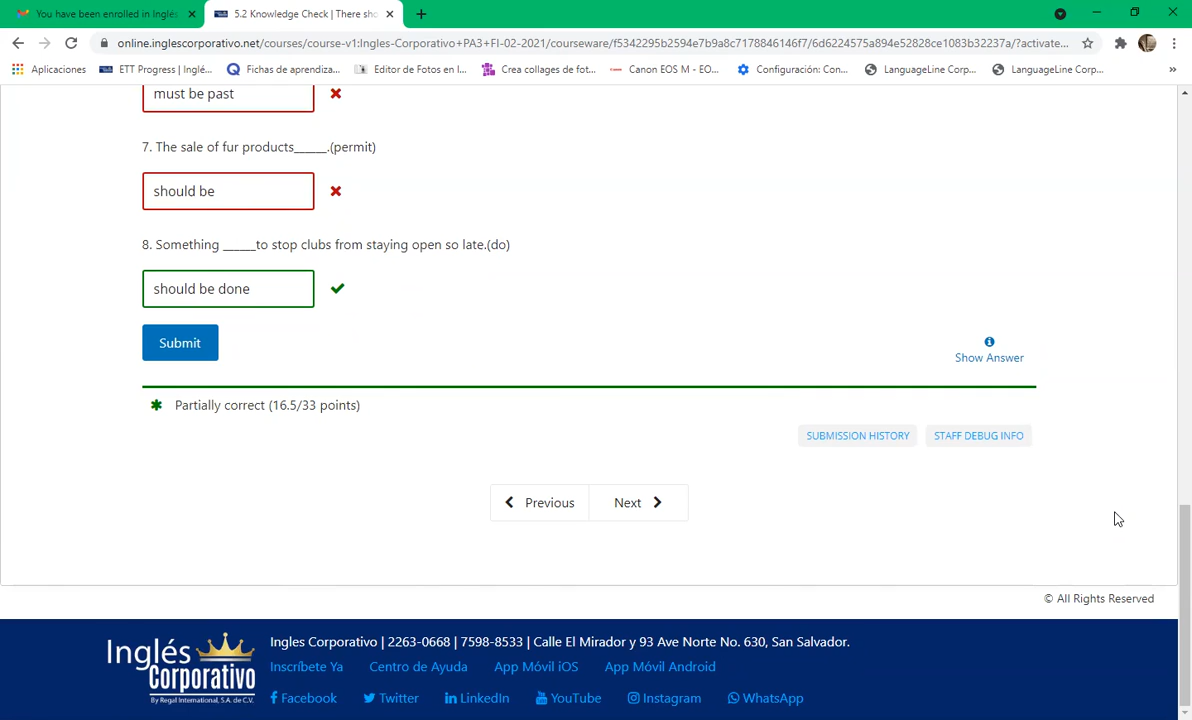 You have been enrolled in Inglés
5.2 Knowledge Check | There sho
online.inglescorporativo.net/courses/course-v1:Ingles-Corporativo+PA3+FI-02-2021/courseware/f5342295b2594e7b9a8c7178846146f7/6d6224575a894e52828ce1083b32237a/?activate...
Aplicaciones
ETT Progress | Inglé...
Fichas de aprendiza...
Editor de Fotos en l...
Crea collages de fot...
Canon EOS M - EO...
Configuración: Con...
LanguageLine Corp...
LanguageLine Corp...
»
must be past
7. The sale of fur products______.(permit)
should be
8. Something ______to stop clubs from staying open so late.(do)
should be done
Submit
Show Answer
Partially correct (16.5/33 points)
SUBMISSION HISTORY
STAFF DEBUG INFO
Previous
Next
© All Rights Reserved
Inglés Corporativo
By Regal International, S.A. de C.V.
Ingles Corporativo | 2263-0668 | 7598-8533 | Calle El Mirador y 93 Ave Norte No. 630, San Salvador.
Inscríbete Ya
Centro de Ayuda
App Móvil iOS
App Móvil Android
Facebook
Twitter
LinkedIn
YouTube
Instagram
WhatsApp